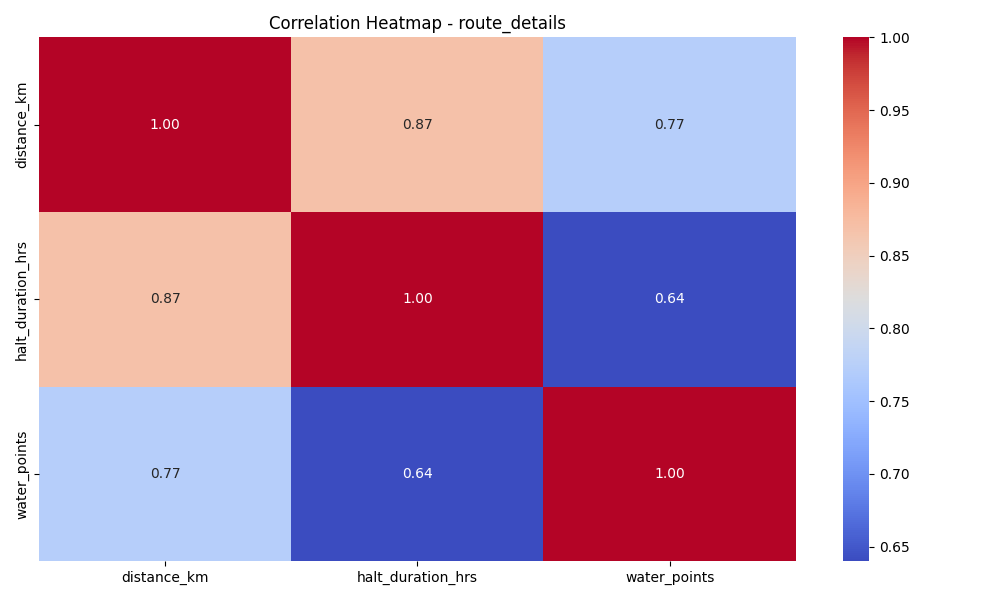 Correlation Heatmap - route_details
distance_km
halt_duration_hrs
water_points
1.00 0.87 0.77
0.87 1.00 0.64
0.77 0.64 1.00
distance_km halt_duration_hrs water_points
1.00
0.95
0.90
0.85
0.80
0.75
0.70
0.65